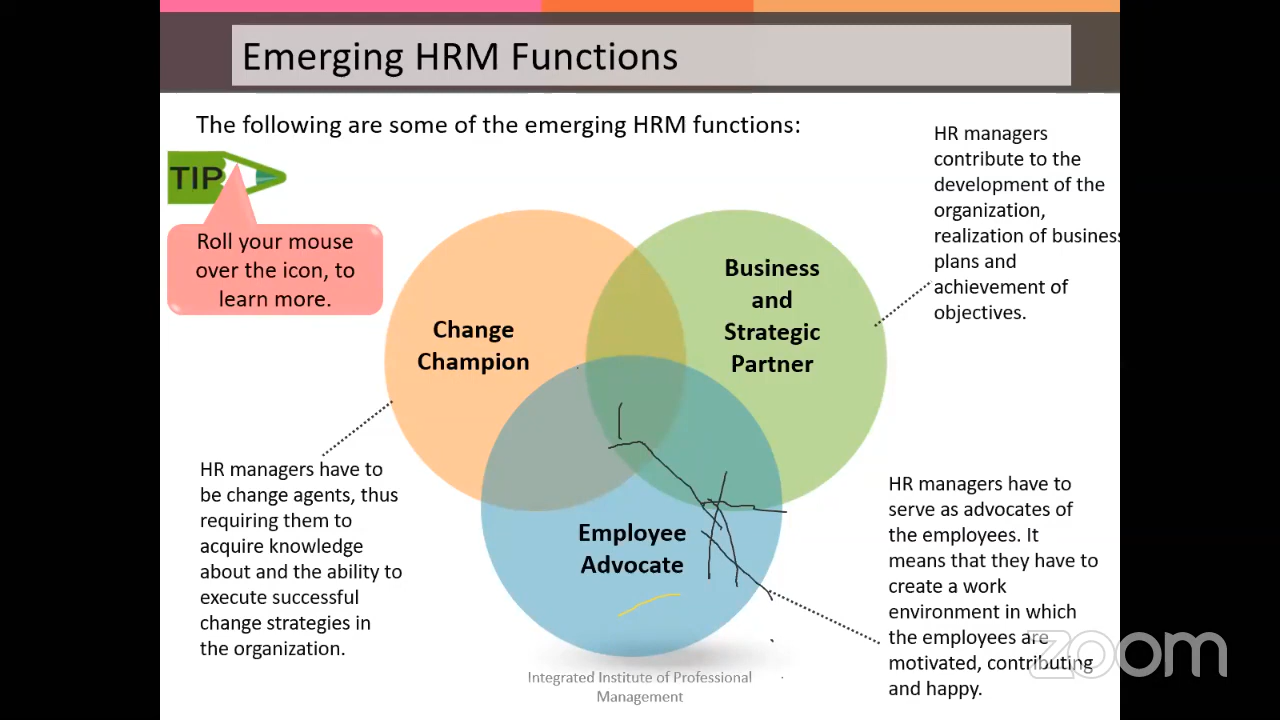 Emerging HRM Functions
The following are some of the emerging HRM functions:
TIP
Roll your mouse
over the icon, to
learn more.
HR managers
contribute to the
development of the
organization,
realization of business
plans and
achievement of
objectives.
Business
and
Strategic
Partner
Change
Champion
HR managers have to
be change agents, thus
requiring them to
acquire knowledge
about and the ability to
execute successful
change strategies in
the organization.
Employee
Advocate
HR managers have to
serve as advocates of
the employees. It
means that they have to
create a work
environment in which
the employees are
motivated, contributing
and happy.
zoom
Integrated Institute of Professional
Management